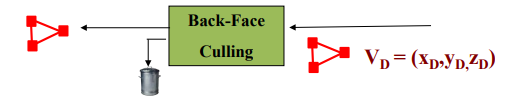 Back-Face
Culling
V_D = (x_D,y_D,z_D)